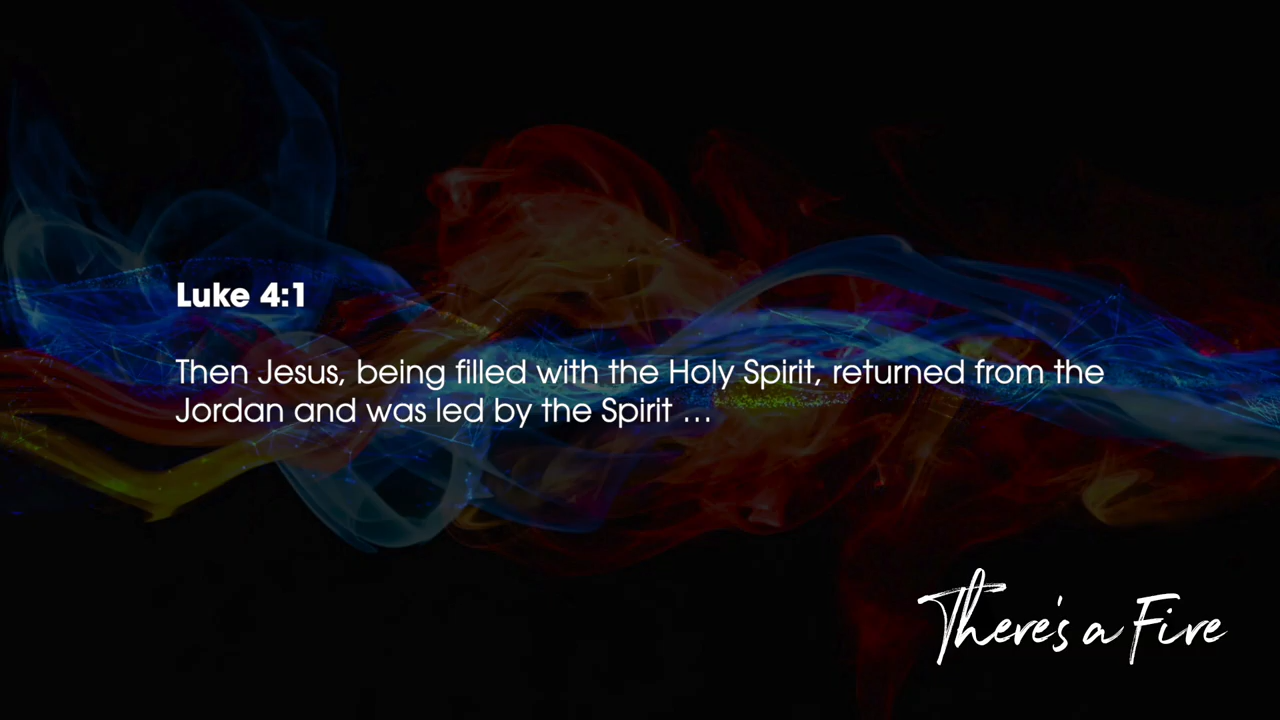 Luke 4:1
Then Jesus, being filled with the Holy Spirit, returned from the
Jordan and was led by the Spirit …
There's a Fire